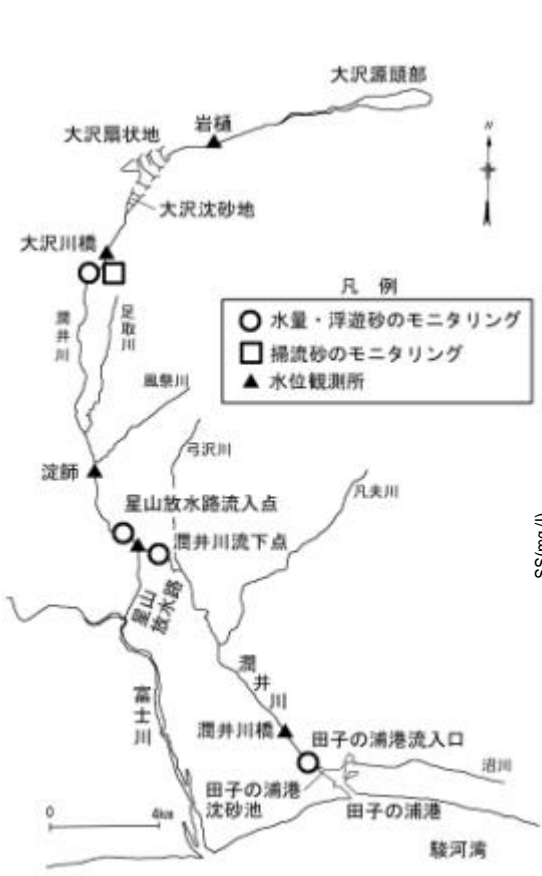 大沢源頭部
岩樋
大沢扇状地
N
大沢沈砂地
大沢川橋
凡 例
水量・浮遊砂のモニタリング
掃流砂のモニタリング
水位観測所
潤井川
足取川
風祭川
弓沢川
淀師
凡夫川
星山放水路流入点
潤井川流下点
SS(mg/l)
星山
放水路
潤井川
富士川
潤井川橋
田子の浦港流入口
沼川
田子の浦港
沈砂池
田子の浦港
0 4km
駿河湾